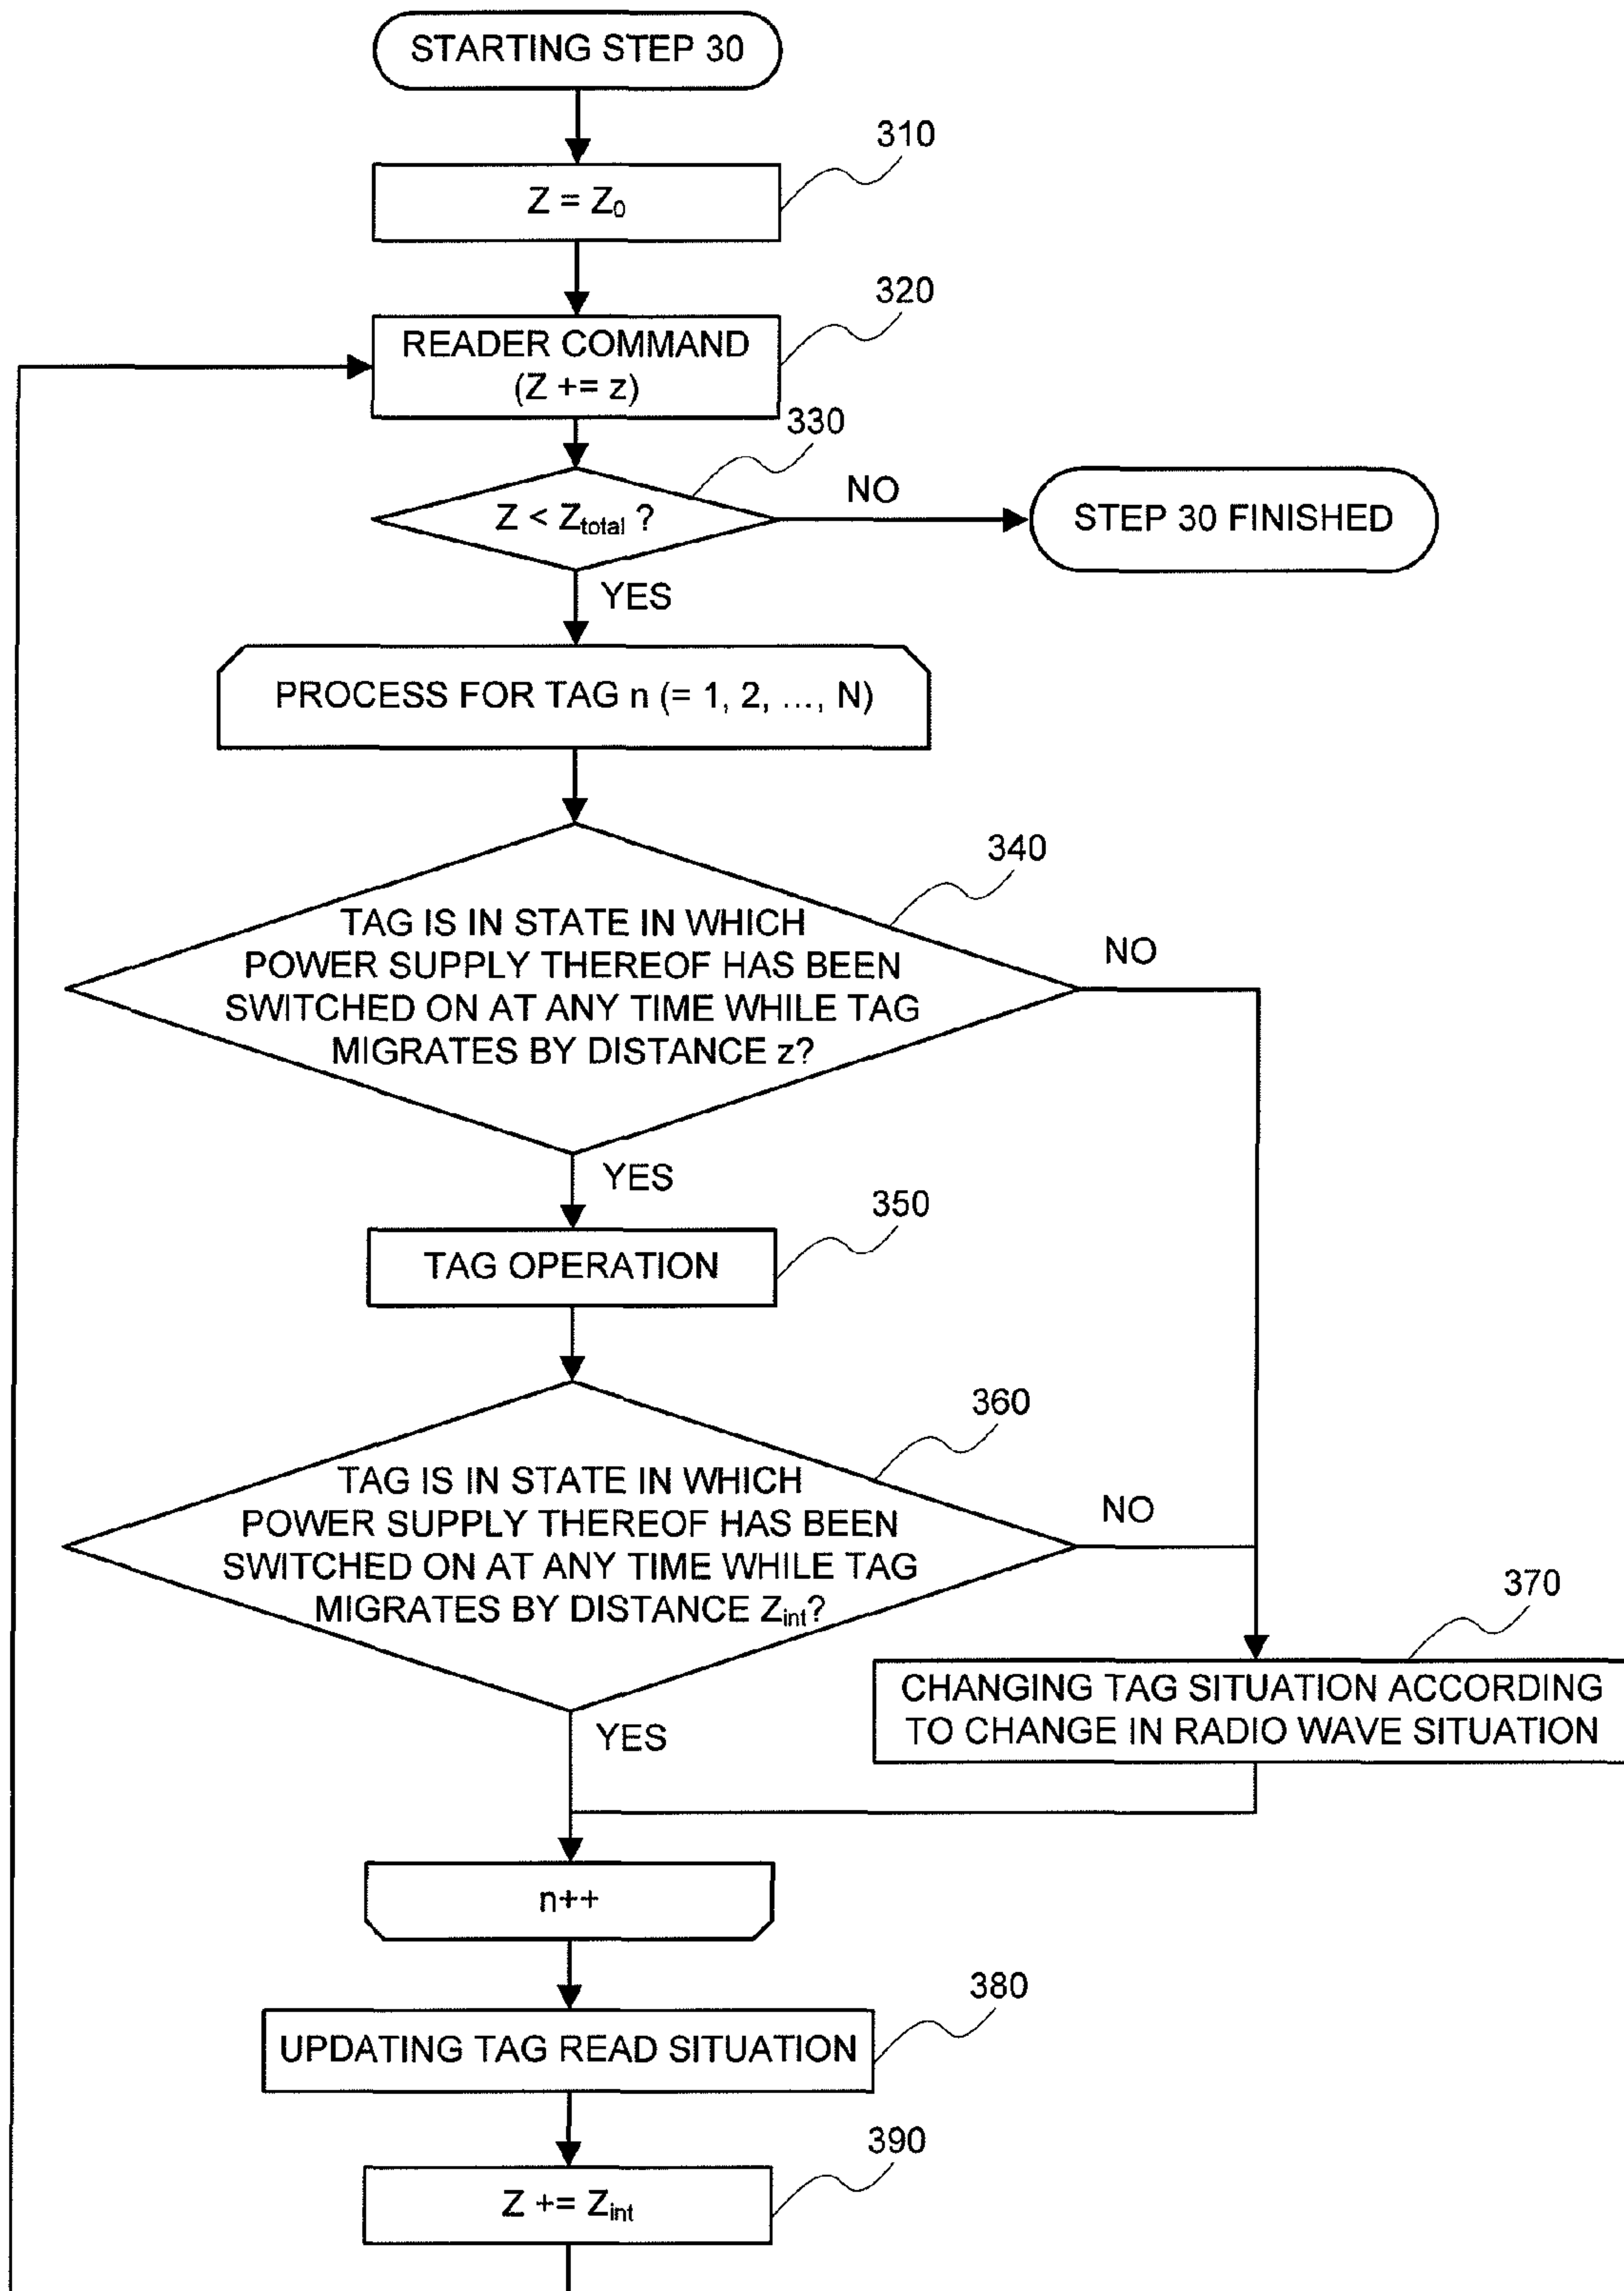 STARTING STEP 30
310
Z = Z₀
320
READER COMMAND
(Z += z)
330
Z < Z_total ?
NO
STEP 30 FINISHED
YES
PROCESS FOR TAG n (= 1, 2, ..., N)
340
TAG IS IN STATE IN WHICH
POWER SUPPLY THEREOF HAS BEEN
SWITCHED ON AT ANY TIME WHILE TAG
MIGRATES BY DISTANCE z?
NO
YES
350
TAG OPERATION
360
TAG IS IN STATE IN WHICH
POWER SUPPLY THEREOF HAS BEEN
SWITCHED ON AT ANY TIME WHILE TAG
MIGRATES BY DISTANCE Z_int?
NO
370
CHANGING TAG SITUATION ACCORDING
TO CHANGE IN RADIO WAVE SITUATION
YES
n++
380
UPDATING TAG READ SITUATION
390
Z += Z_int